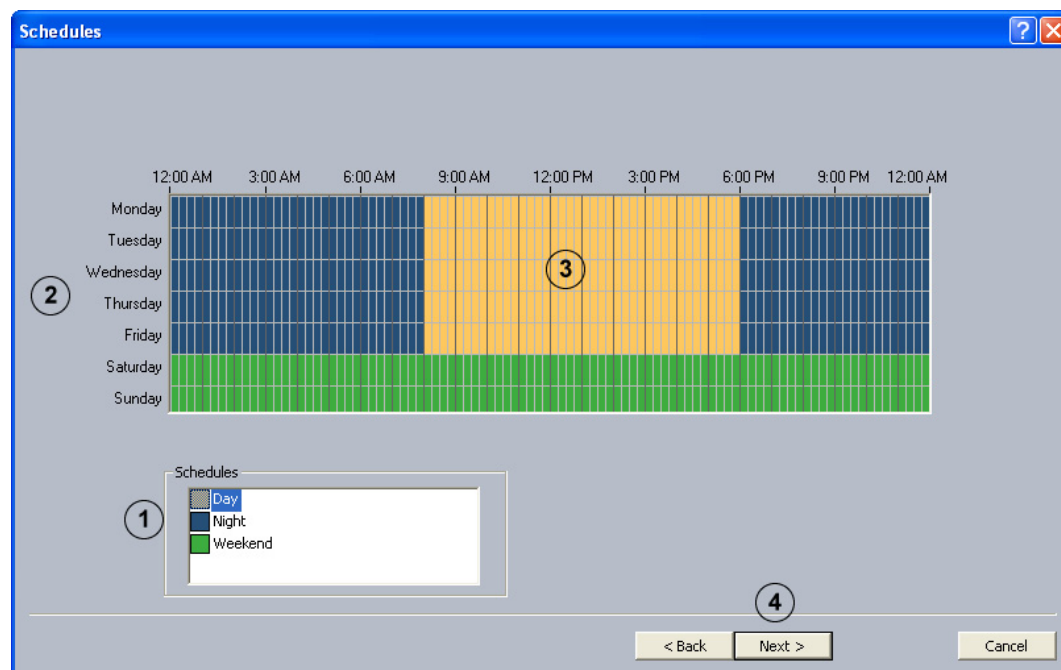 Schedules
12:00 AM 3:00 AM 6:00 AM 9:00 AM 12:00 PM 3:00 PM 6:00 PM 9:00 PM 12:00 AM
Monday
Tuesday
Wednesday
3
2
Thursday
Friday
Saturday
Sunday
Schedules
Day
1
Night
Weekend
4
< Back Next > Cancel